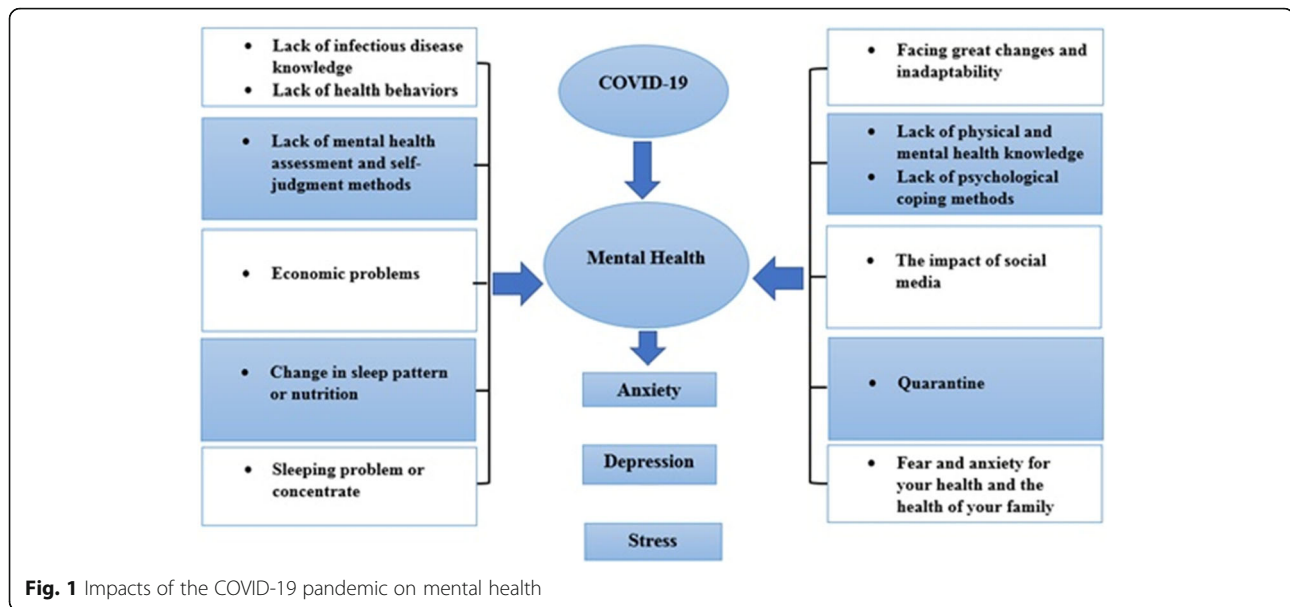 • Lack of infectious disease
knowledge
• Lack of health behaviors
• Lack of mental health
assessment and self-
judgment methods
• Economic problems
• Change in sleep pattern
or nutrition
• Sleeping problem or
concentrate
COVID-19
Mental Health
Anxiety
Depression
Stress
• Facing great changes and
inadaptability
• Lack of physical and
mental health knowledge
• Lack of psychological
coping methods
• The impact of social
media
• Quarantine
• Fear and anxiety for
your health and the
health of your family
Fig. 1 Impacts of the COVID-19 pandemic on mental health